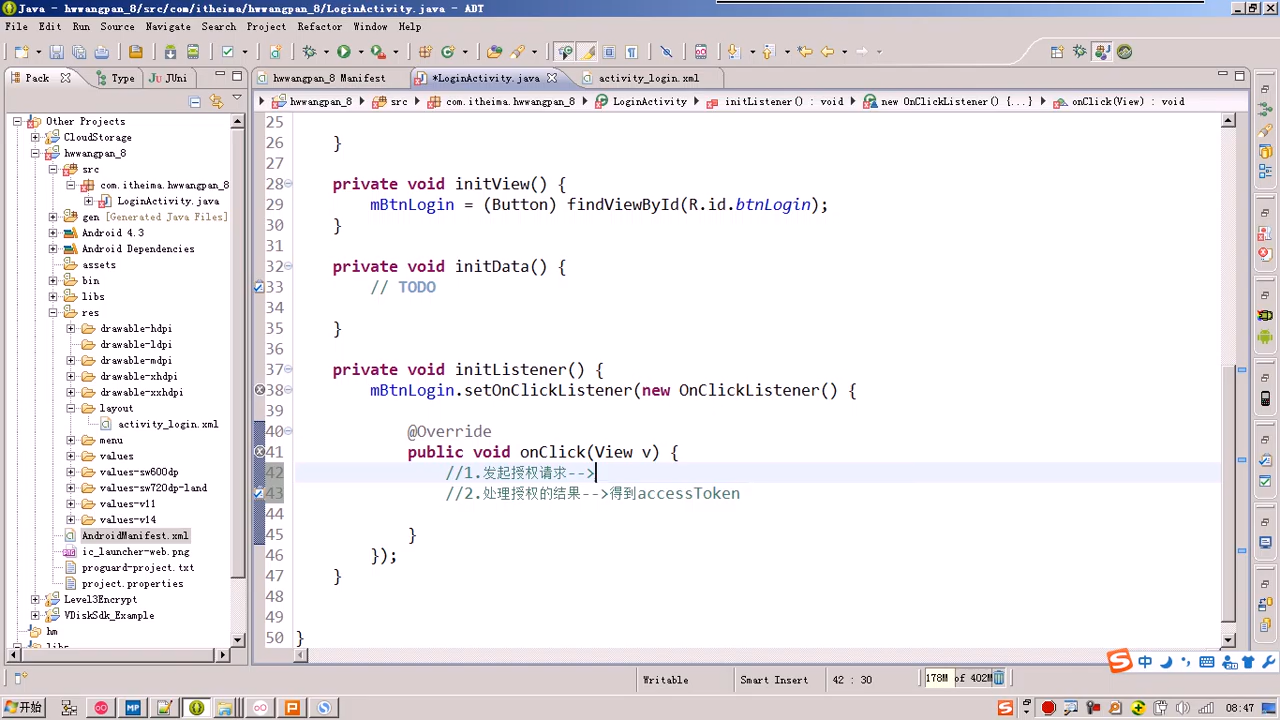 Java - hwwangpan_8/src/com/itheima/hwwangpan_8/LoginActivity.java - ADT
File Edit Run Source Navigate Search Project Refactor Window Help
Pack Type JUni
hwwangpan_8 Manifest *LoginActivity.java activity_login.xml
hwwangpan_8 src com.itheima.hwwangpan_8 LoginActivity initListener() : void new OnClickListener() {...} onClick(View) : void
Other Projects
CloudStorage
hwwangpan_8
src
com.itheima.hwwangpan_8
LoginActivity.java
gen [Generated Java Files]
Android 4.3
Android Dependencies
assets
bin
libs
res
drawable-hdpi
drawable-ldpi
drawable-mdpi
drawable-xhdpi
drawable-xxhdpi
layout
activity_login.xml
menu
values
values-sw600dp
values-sw720dp-land
values-v11
values-v14
AndroidManifest.xml
ic_launcher-web.png
proguard-project.txt
project.properties
Level3Encrypt
VDiskSdk_Example
hm
libs
25
26 }
27
28 private void initView() {
29 mBtnLogin = (Button) findViewById(R.id.btnLogin);
30 }
31
32 private void initData() {
33 // TODO
34
35 }
36
37 private void initListener() {
38 mBtnLogin.setOnClickListener(new OnClickListener() {
39
40 @Override
41 public void onClick(View v) {
42 //1.发起授权请求-->
43 //2.处理授权的结果-->得到accessToken
44
45 }
46 });
47 }
48
49
50 }
中
Writable Smart Insert 42 : 30 178M of 402M
开始 MP 08:47